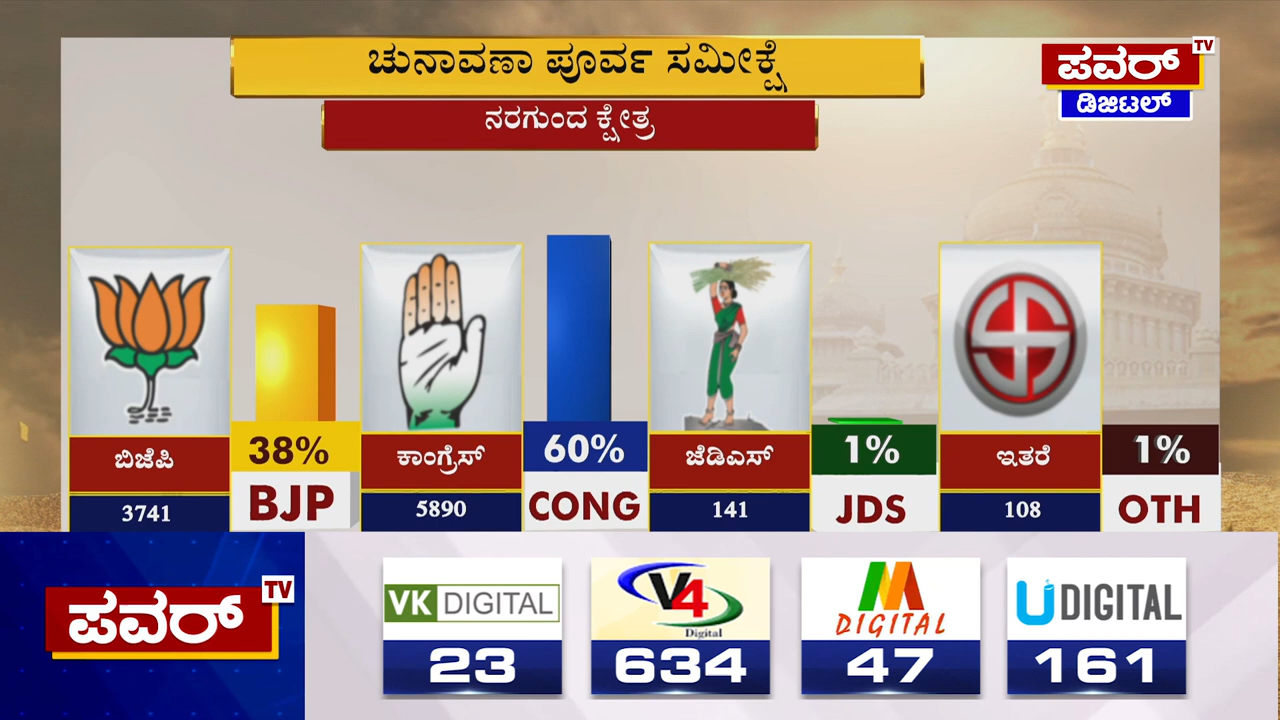 ಚುನಾವಣಾ ಪೂರ್ವ ಸಮೀಕ್ಷೆ
ನರಗುಂದ ಕ್ಷೇತ್ರ
ಪವರ್ TV
ಡಿಜಿಟಲ್
ಬಿಜೆಪಿ
3741
38%
BJP
ಕಾಂಗ್ರೆಸ್
5890
60%
CONG
ಜೆಡಿಎಸ್
141
1%
JDS
ಇತರೆ
108
1%
OTH
ಪವರ್ TV
VK DIGITAL
23
V4
Digital
634
M
DIGITAL
47
U DIGITAL
161